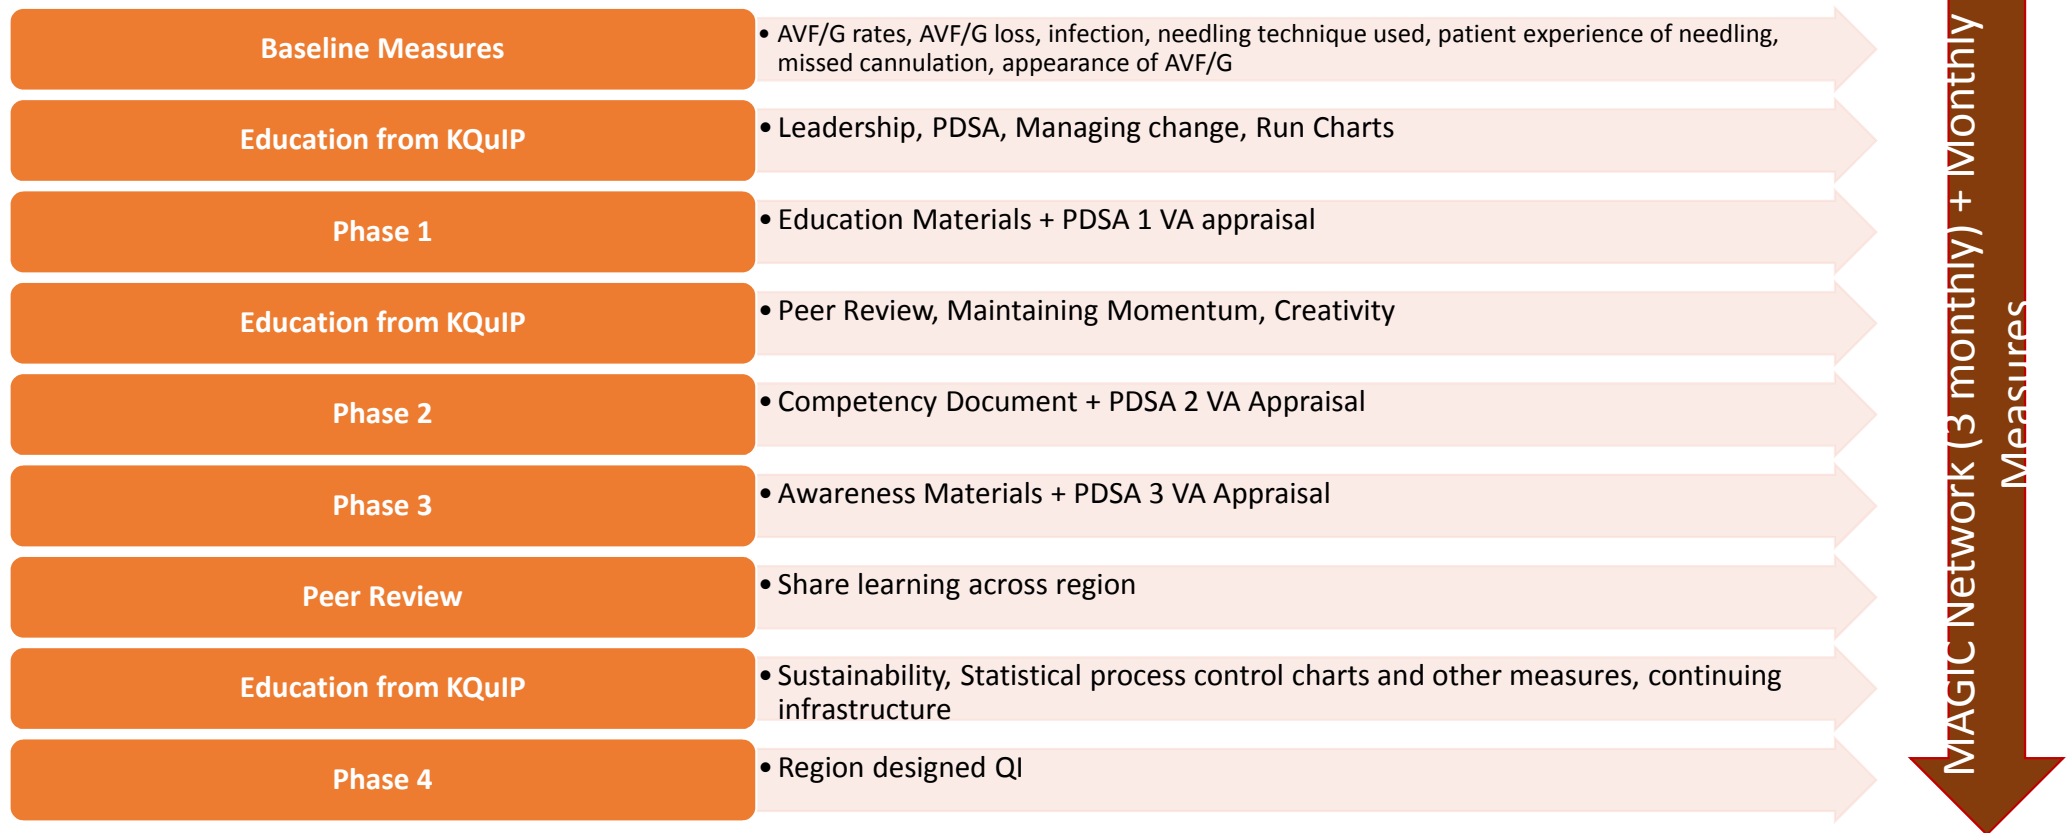 Baseline Measures
• AVF/G rates, AVF/G loss, infection, needling technique used, patient experience of needling,
missed cannulation, appearance of AVF/G
Education from KQuIP
• Leadership, PDSA, Managing change, Run Charts
Phase 1
• Education Materials + PDSA 1 VA appraisal
Education from KQuIP
• Peer Review, Maintaining Momentum, Creativity
Phase 2
• Competency Document + PDSA 2 VA Appraisal
Phase 3
• Awareness Materials + PDSA 3 VA Appraisal
Peer Review
• Share learning across region
Education from KQuIP
• Sustainability, Statistical process control charts and other measures, continuing
infrastructure
Phase 4
• Region designed QI
MAGIC Network (3 monthly) + Monthly
Measures